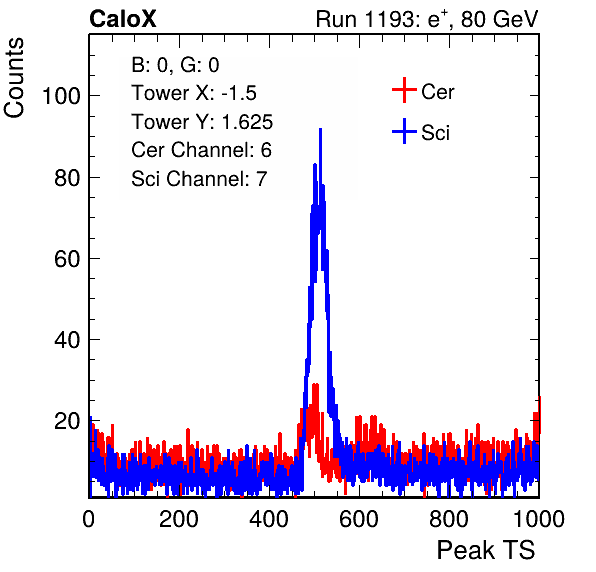 CaloX Run 1193: e⁺, 80 GeV
Counts
B: 0, G: 0
Tower X: -1.5
Tower Y: 1.625
Cer Channel: 6
Sci Channel: 7
Cer
Sci
100
80
60
40
20
0 200 400 600 800 1000
Peak TS